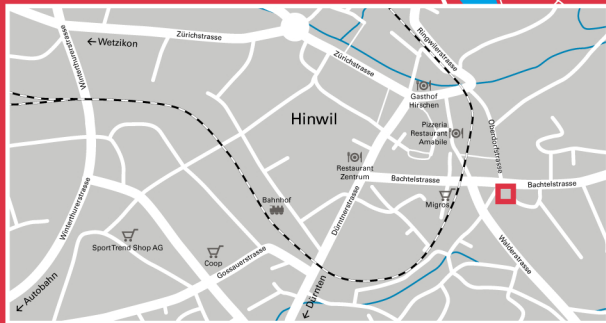 Winterthurerstrasse
← Wetzikon
Zürichstrasse
Ringwilerstrasse
Zürichstrasse
Gasthof
Hirschen
Hinwil
Pizzeria
Restaurant
Amabile
Oberdorfstrasse
Restaurant
Zentrum
Bachtelstrasse
Bachtelstrasse
Bahnhof
Migros
Dürntnerstrasse
Winterthurerstrasse
SportTrend Shop AG
Coop
Gossauerstrasse
Walderstrasse
← Autobahn
← Dürnten